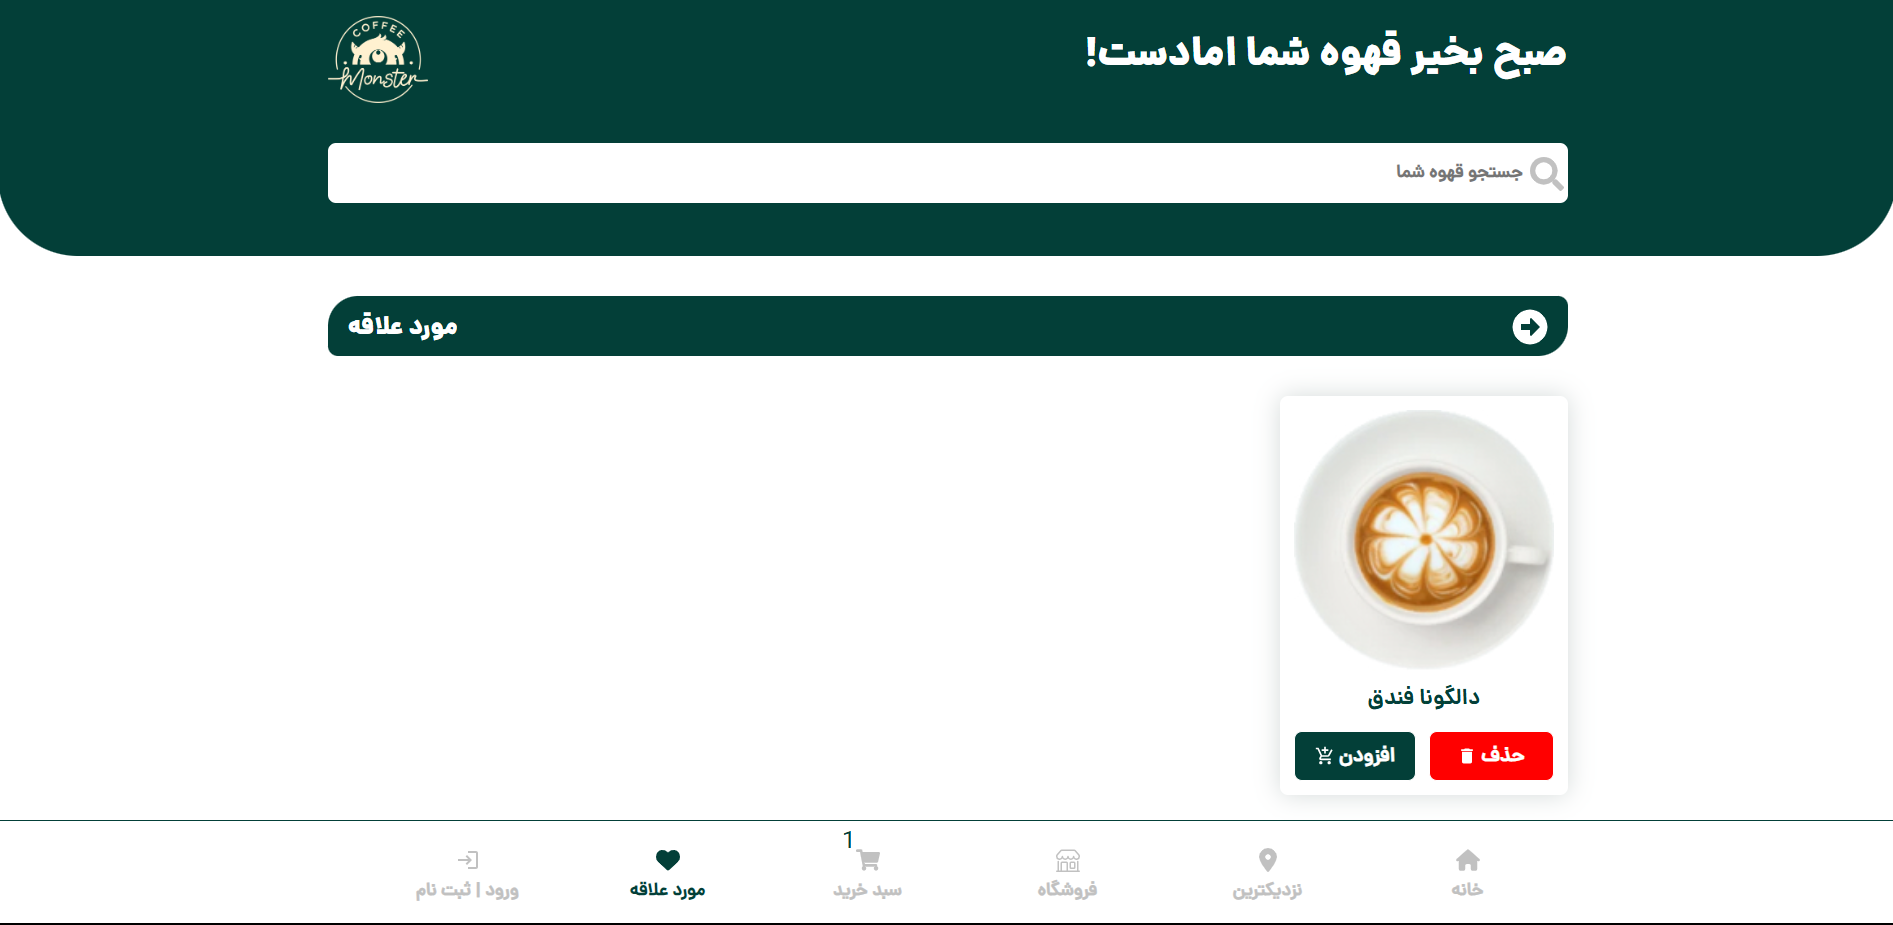 صبح بخیر قهوه شما امادست!
COFFEE
Monster
جستجو قهوه شما
مورد علاقه
دالگونا فندق
حذف
افزودن
خانه
نزدیکترین
فروشگاه
1
سبد خرید
مورد علاقه
ورود | ثبت نام